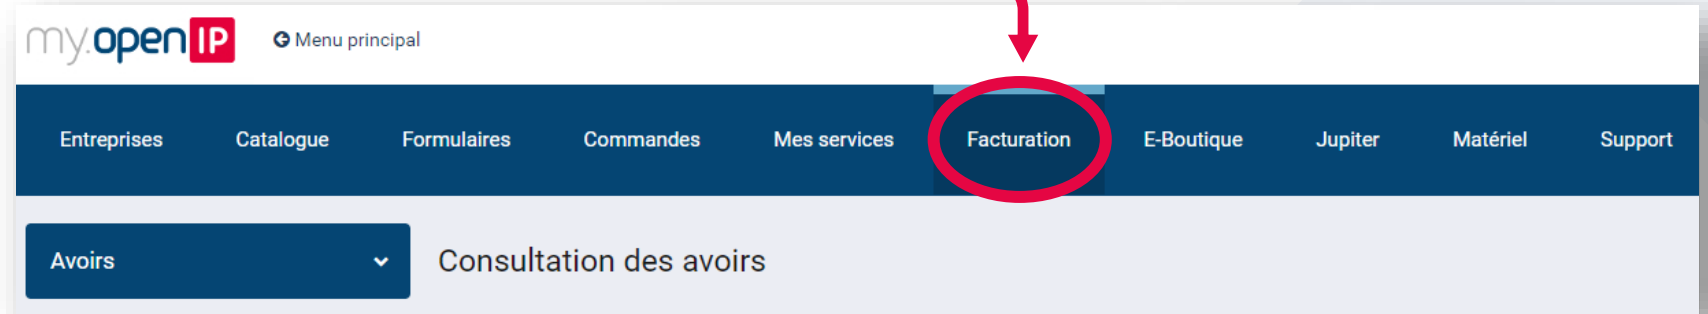 my.openIP Menu principal
Entreprises Catalogue Formulaires Commandes Mes services Facturation E-Boutique Jupiter Matériel Support
Avoirs Consultation des avoirs